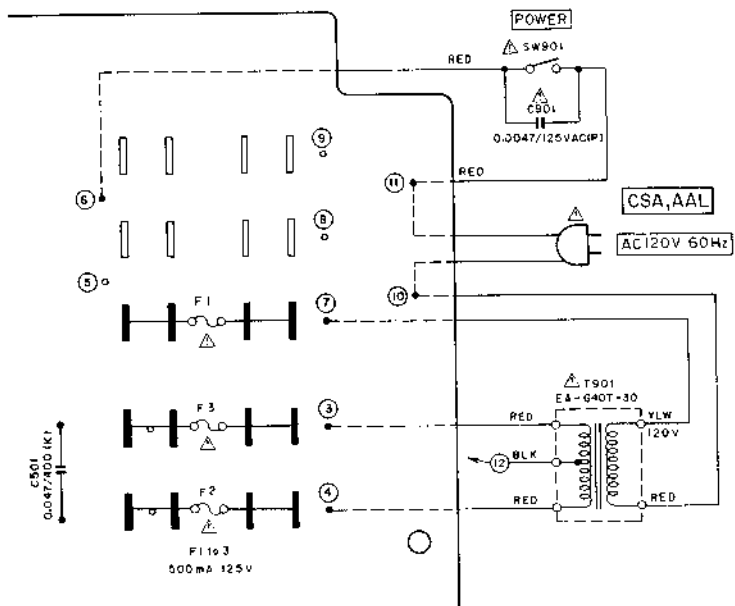 POWER
SW901
RED
C901
0.0047/125VAC(P)
9
RED
11
6
CSA, AAL
8
AC120V 60Hz
5
10
F1
7
T901
EA-G40T-30
F3
3
RED
YLW
120V
C501
0.047/400 (K)
12
BLK
F2
4
RED
RED
F1 to 3
500mA 125V